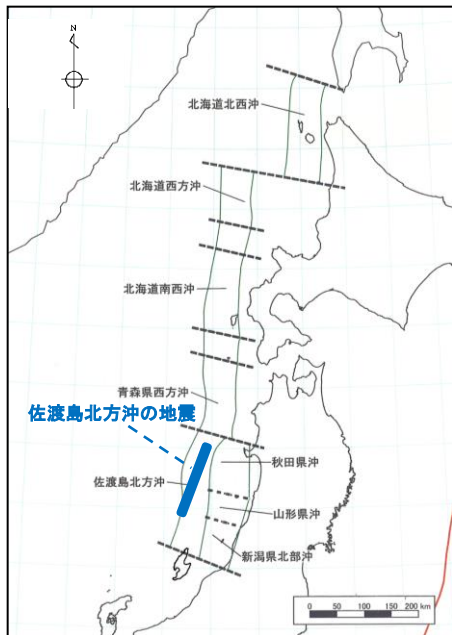 N
北海道北西沖
北海道西方沖
北海道南西沖
青森県西方沖
佐渡島北方沖の地震
秋田県沖
佐渡島北方沖
山形県沖
新潟県北部沖
0 50 100 150 200 km